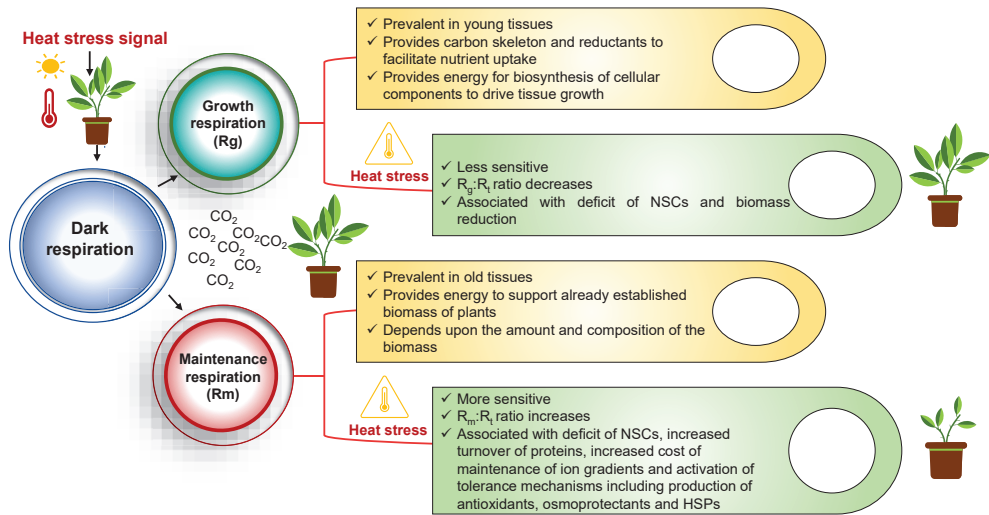 Heat stress signal
Dark
respiration
Growth
respiration
(Rg)
✓ Prevalent in young tissues
✓ Provides carbon skeleton and reductants to
facilitate nutrient uptake
✓ Provides energy for biosynthesis of cellular
components to drive tissue growth
Heat stress
✓ Less sensitive
✓ Rg:Rt ratio decreases
✓ Associated with deficit of NSCs and biomass
reduction
CO2
CO2 CO2
CO2 CO2
CO2
CO2 CO2
CO2
Maintenance
respiration
(Rm)
✓ Prevalent in old tissues
✓ Provides energy to support already established
biomass of plants
✓ Depends upon the amount and composition of the
biomass
Heat stress
✓ More sensitive
✓ Rm:Rt ratio increases
✓ Associated with deficit of NSCs, increased
turnover of proteins, increased cost of
maintenance of ion gradients and activation of
tolerance mechanisms including production of
antioxidants, osmoprotectants and HSPs